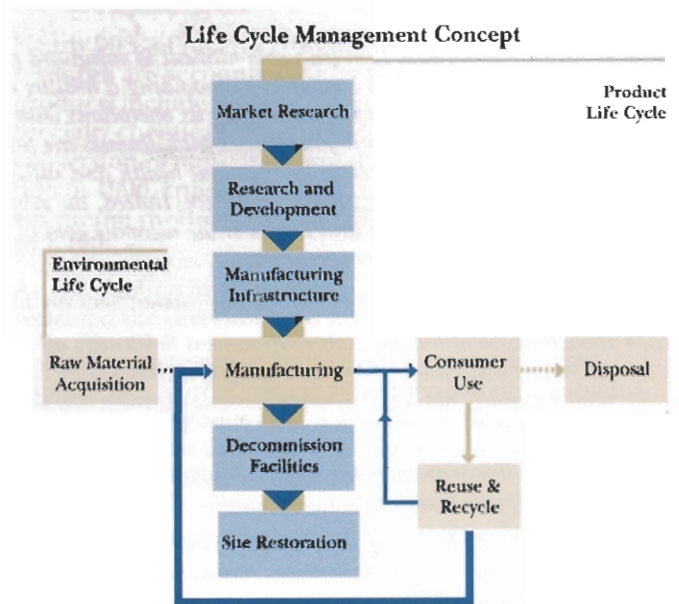 Life Cycle Management Concept
Product
Life Cycle
Market Research
Research and
Development
Manufacturing
Infrastructure
Environmental
Life Cycle
Raw Material
Acquisition
Manufacturing
Consumer
Use
Disposal
Decommission
Facilities
Reuse &
Recycle
Site Restoration